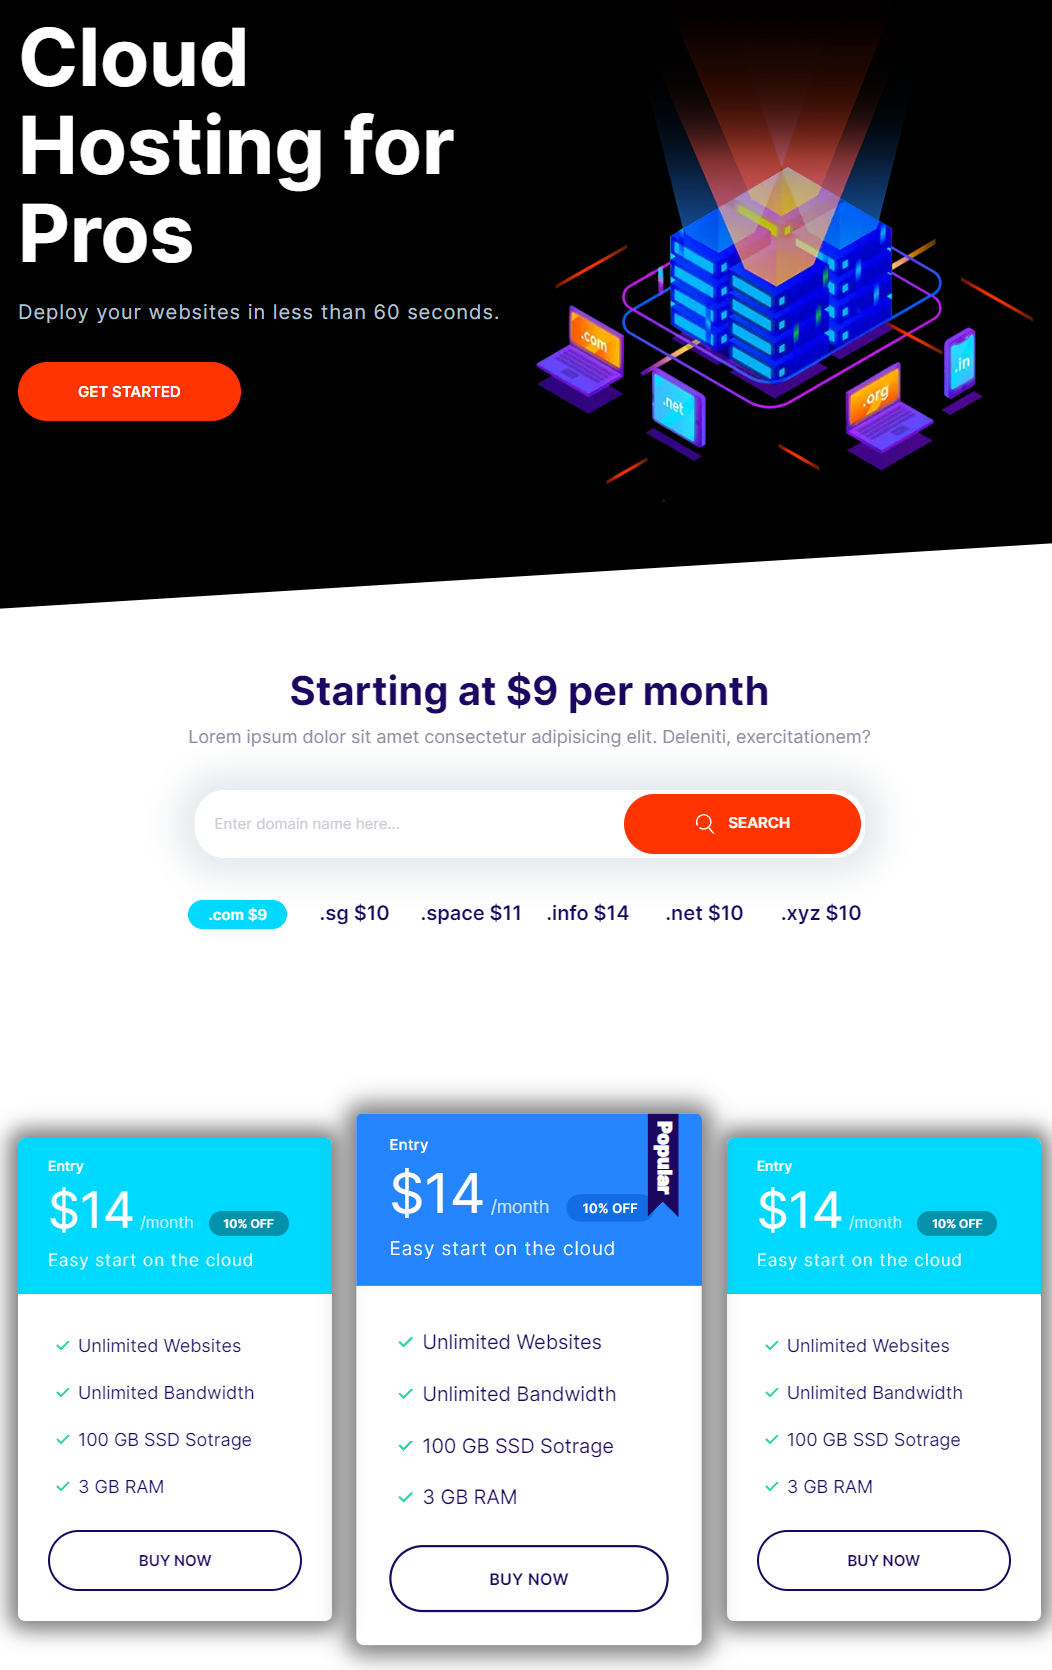 Cloud
Hosting for
Pros
Deploy your websites in less than 60 seconds.
GET STARTED
.com
.net
.org
.in
Starting at $9 per month
Lorem ipsum dolor sit amet consectetur adipisicing elit. Deleniti, exercitationem?
Enter domain name here...
SEARCH
.com $9
.sg $10
.space $11
.info $14
.net $10
.xyz $10
Entry
$14 /month
10% OFF
Easy start on the cloud
Unlimited Websites
Unlimited Bandwidth
100 GB SSD Sotrage
3 GB RAM
BUY NOW
Popular
Entry
$14 /month
10% OFF
Easy start on the cloud
Unlimited Websites
Unlimited Bandwidth
100 GB SSD Sotrage
3 GB RAM
BUY NOW
Entry
$14 /month
10% OFF
Easy start on the cloud
Unlimited Websites
Unlimited Bandwidth
100 GB SSD Sotrage
3 GB RAM
BUY NOW